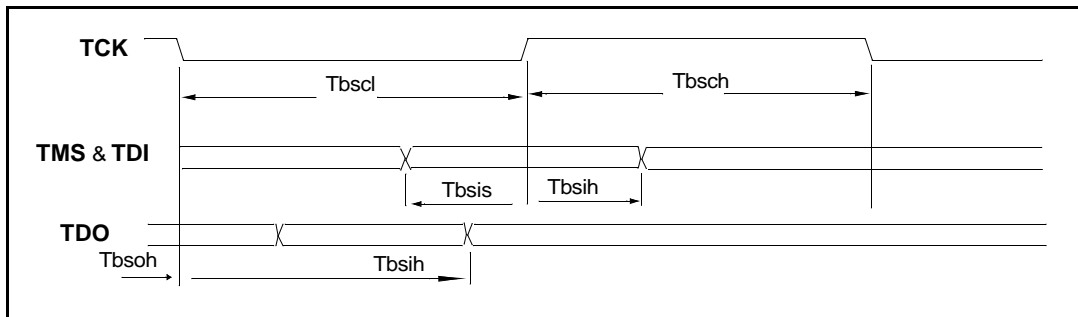 TCK
Tbscl
Tbsch
TMS & TDI
Tbsis
Tbsih
TDO
Tbsoh
Tbsih